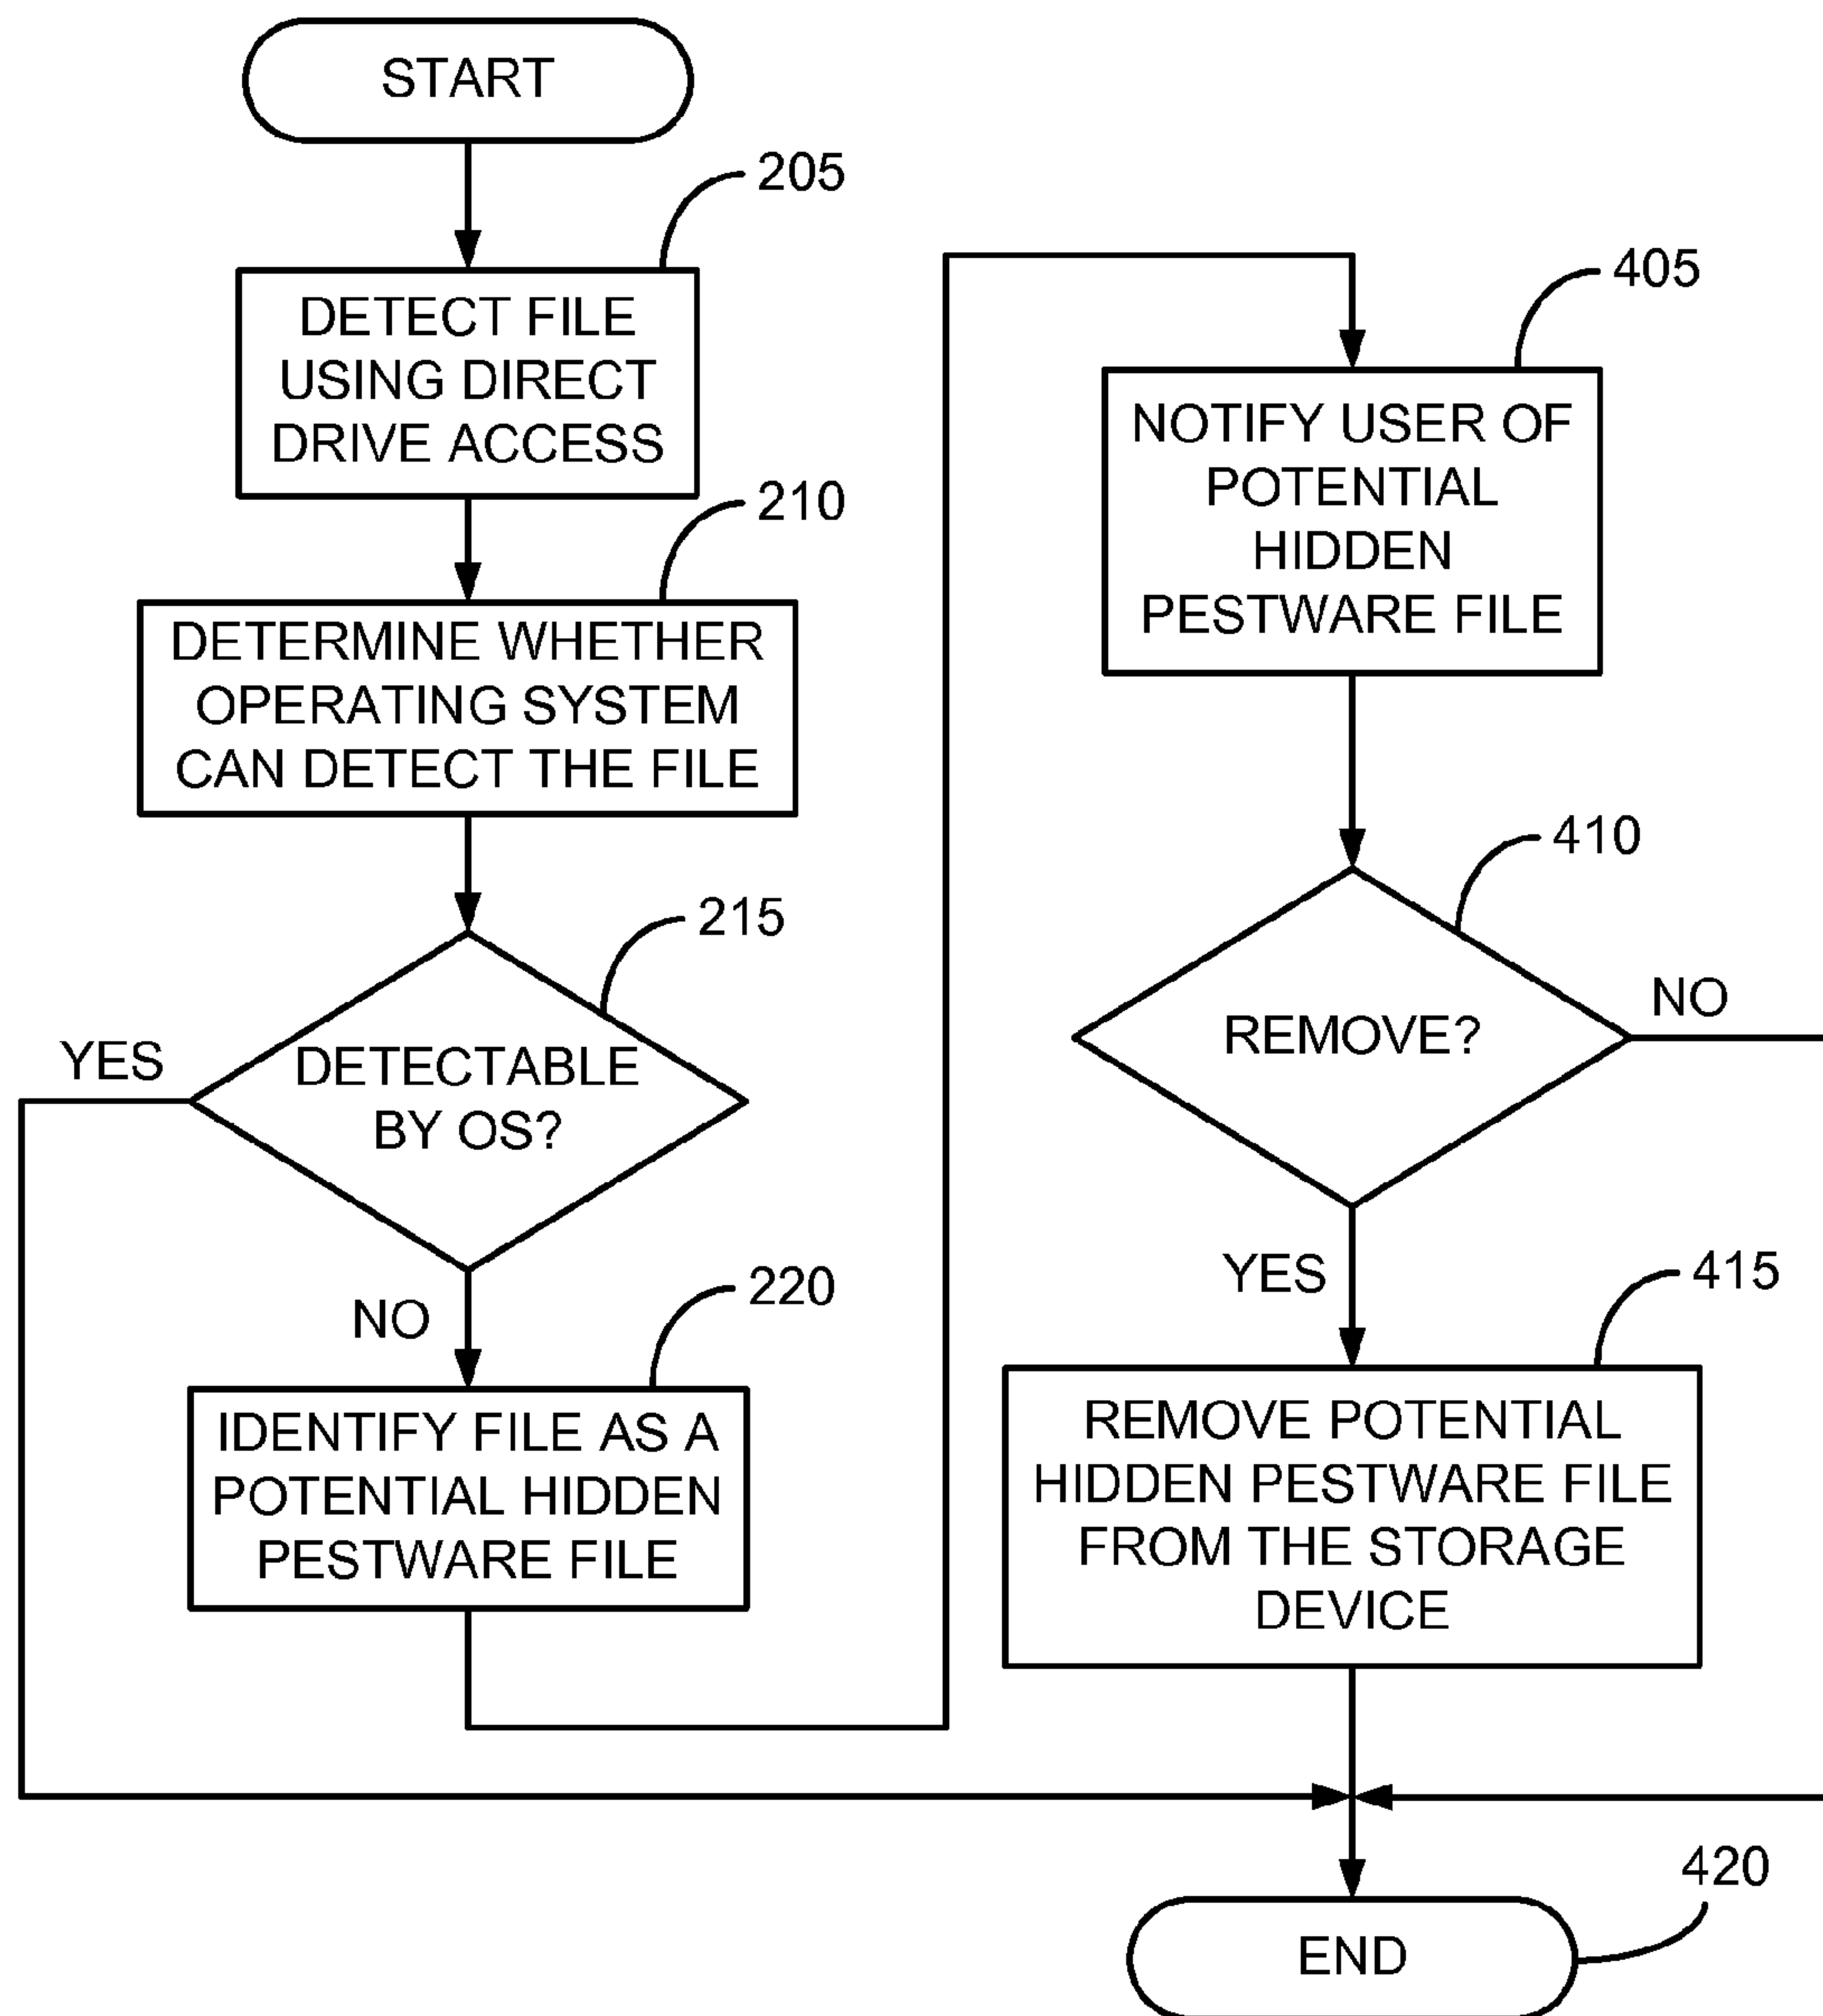 START
205
DETECT FILE
USING DIRECT
DRIVE ACCESS
210
DETERMINE WHETHER
OPERATING SYSTEM
CAN DETECT THE FILE
215
YES
DETECTABLE
BY OS?
NO
220
IDENTIFY FILE AS A
POTENTIAL HIDDEN
PESTWARE FILE
405
NOTIFY USER OF
POTENTIAL
HIDDEN
PESTWARE FILE
410
NO
REMOVE?
YES
415
REMOVE POTENTIAL
HIDDEN PESTWARE FILE
FROM THE STORAGE
DEVICE
420
END